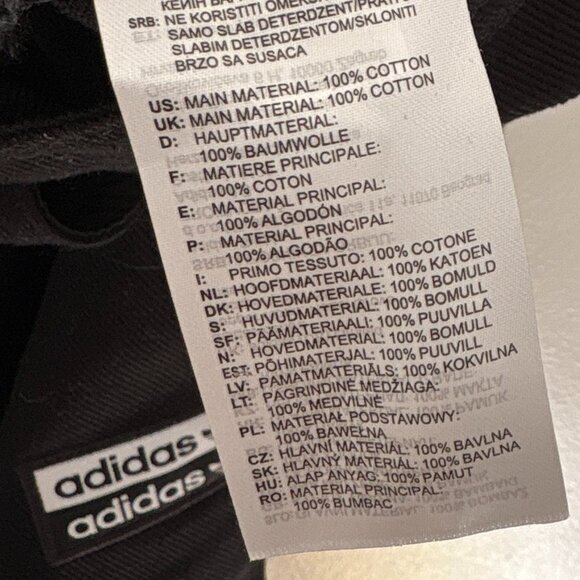 SRB: NE KORISTITI
SAMO SLAB DETERDZENT/
SLABIM DETERDZENTOM/SKLONITI
BRZO SA SUSACA
US: MAIN MATERIAL: 100% COTTON
UK: MAIN MATERIAL: 100% COTTON
D: HAUPTMATERIAL:
100% BAUMWOLLE
F: MATIERE PRINCIPALE:
100% COTON
E: MATERIAL PRINCIPAL:
100% ALGODÓN
P: MATERIAL PRINCIPAL:
100% ALGODÃO
I: PRIMO TESSUTO: 100% COTONE
NL: HOOFDMATERIAAL: 100% KATOEN
DK: HOVEDMATERIALE: 100% BOMULD
S: HUVUDMATERIAL: 100% BOMULL
SF: PÄÄMATERIAALI: 100% PUUVILLA
N: HOVEDMATERIAL: 100% BOMULL
EST: PÕHIMATERJAL: 100% PUUVILL
LV: PAMATMATERIĀLS: 100% KOKVILNA
LT: PAGRINDINĖ MEDŽIAGA:
100% MEDVILNĖ
PL: MATERIAŁ PODSTAWOWY:
100% BAWEŁNA
CZ: HLAVNÍ MATERIÁL: 100% BAVLNA
SK: HLAVNÝ MATERIÁL: 100% BAVLNA
HU: ALAP ANYAG: 100% PAMUT
RO: MATERIAL PRINCIPAL:
100% BUMBAC
adidas
adidas